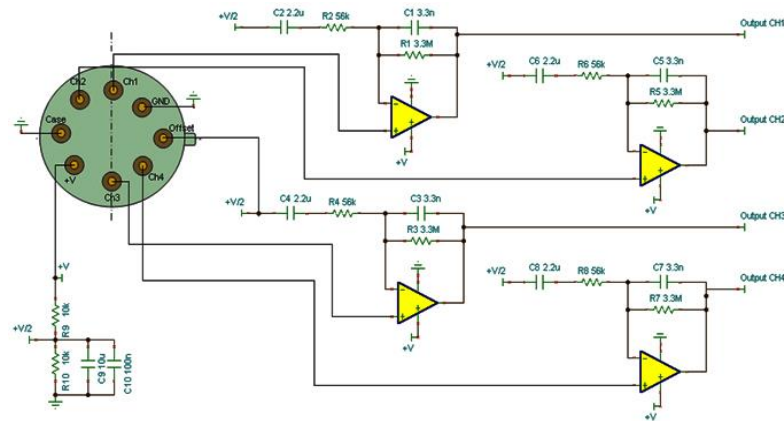 +V/2
C2 2.2u
R2 56k
C1 3.3n
R1 3.3M
Output CH1
+V
Ch2
Ch1
GND
Case
Offset
+V
Ch4
Ch3
C6 2.2u
R6 56k
C5 3.3n
+V/2
R5 3.3M
Output CH2
+V
+V/2
C4 2.2u
R4 56k
C3 3.3n
R3 3.3M
Output CH3
+V
+V/2
C8 2.2u
R8 56k
C7 3.3n
R7 3.3M
Output CH4
+V
+V
10k
R9
+V/2
10k
R10
C9 10u
C10 100n